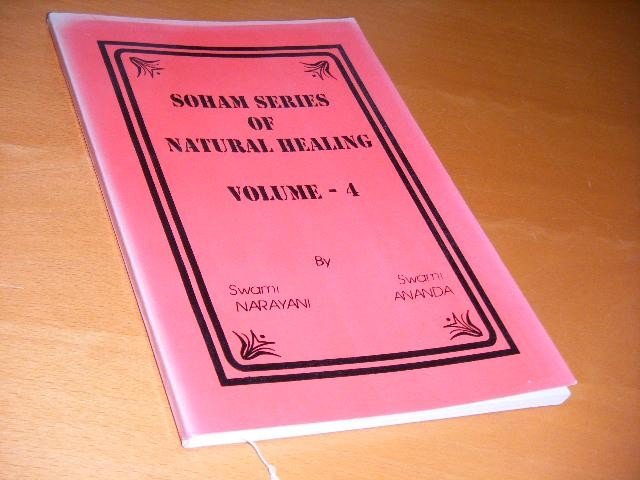 SOHAM SERIES
OF
NATURAL HEALING
VOLUME - 4
By
Swami Swami
NARAYANI ANANDA